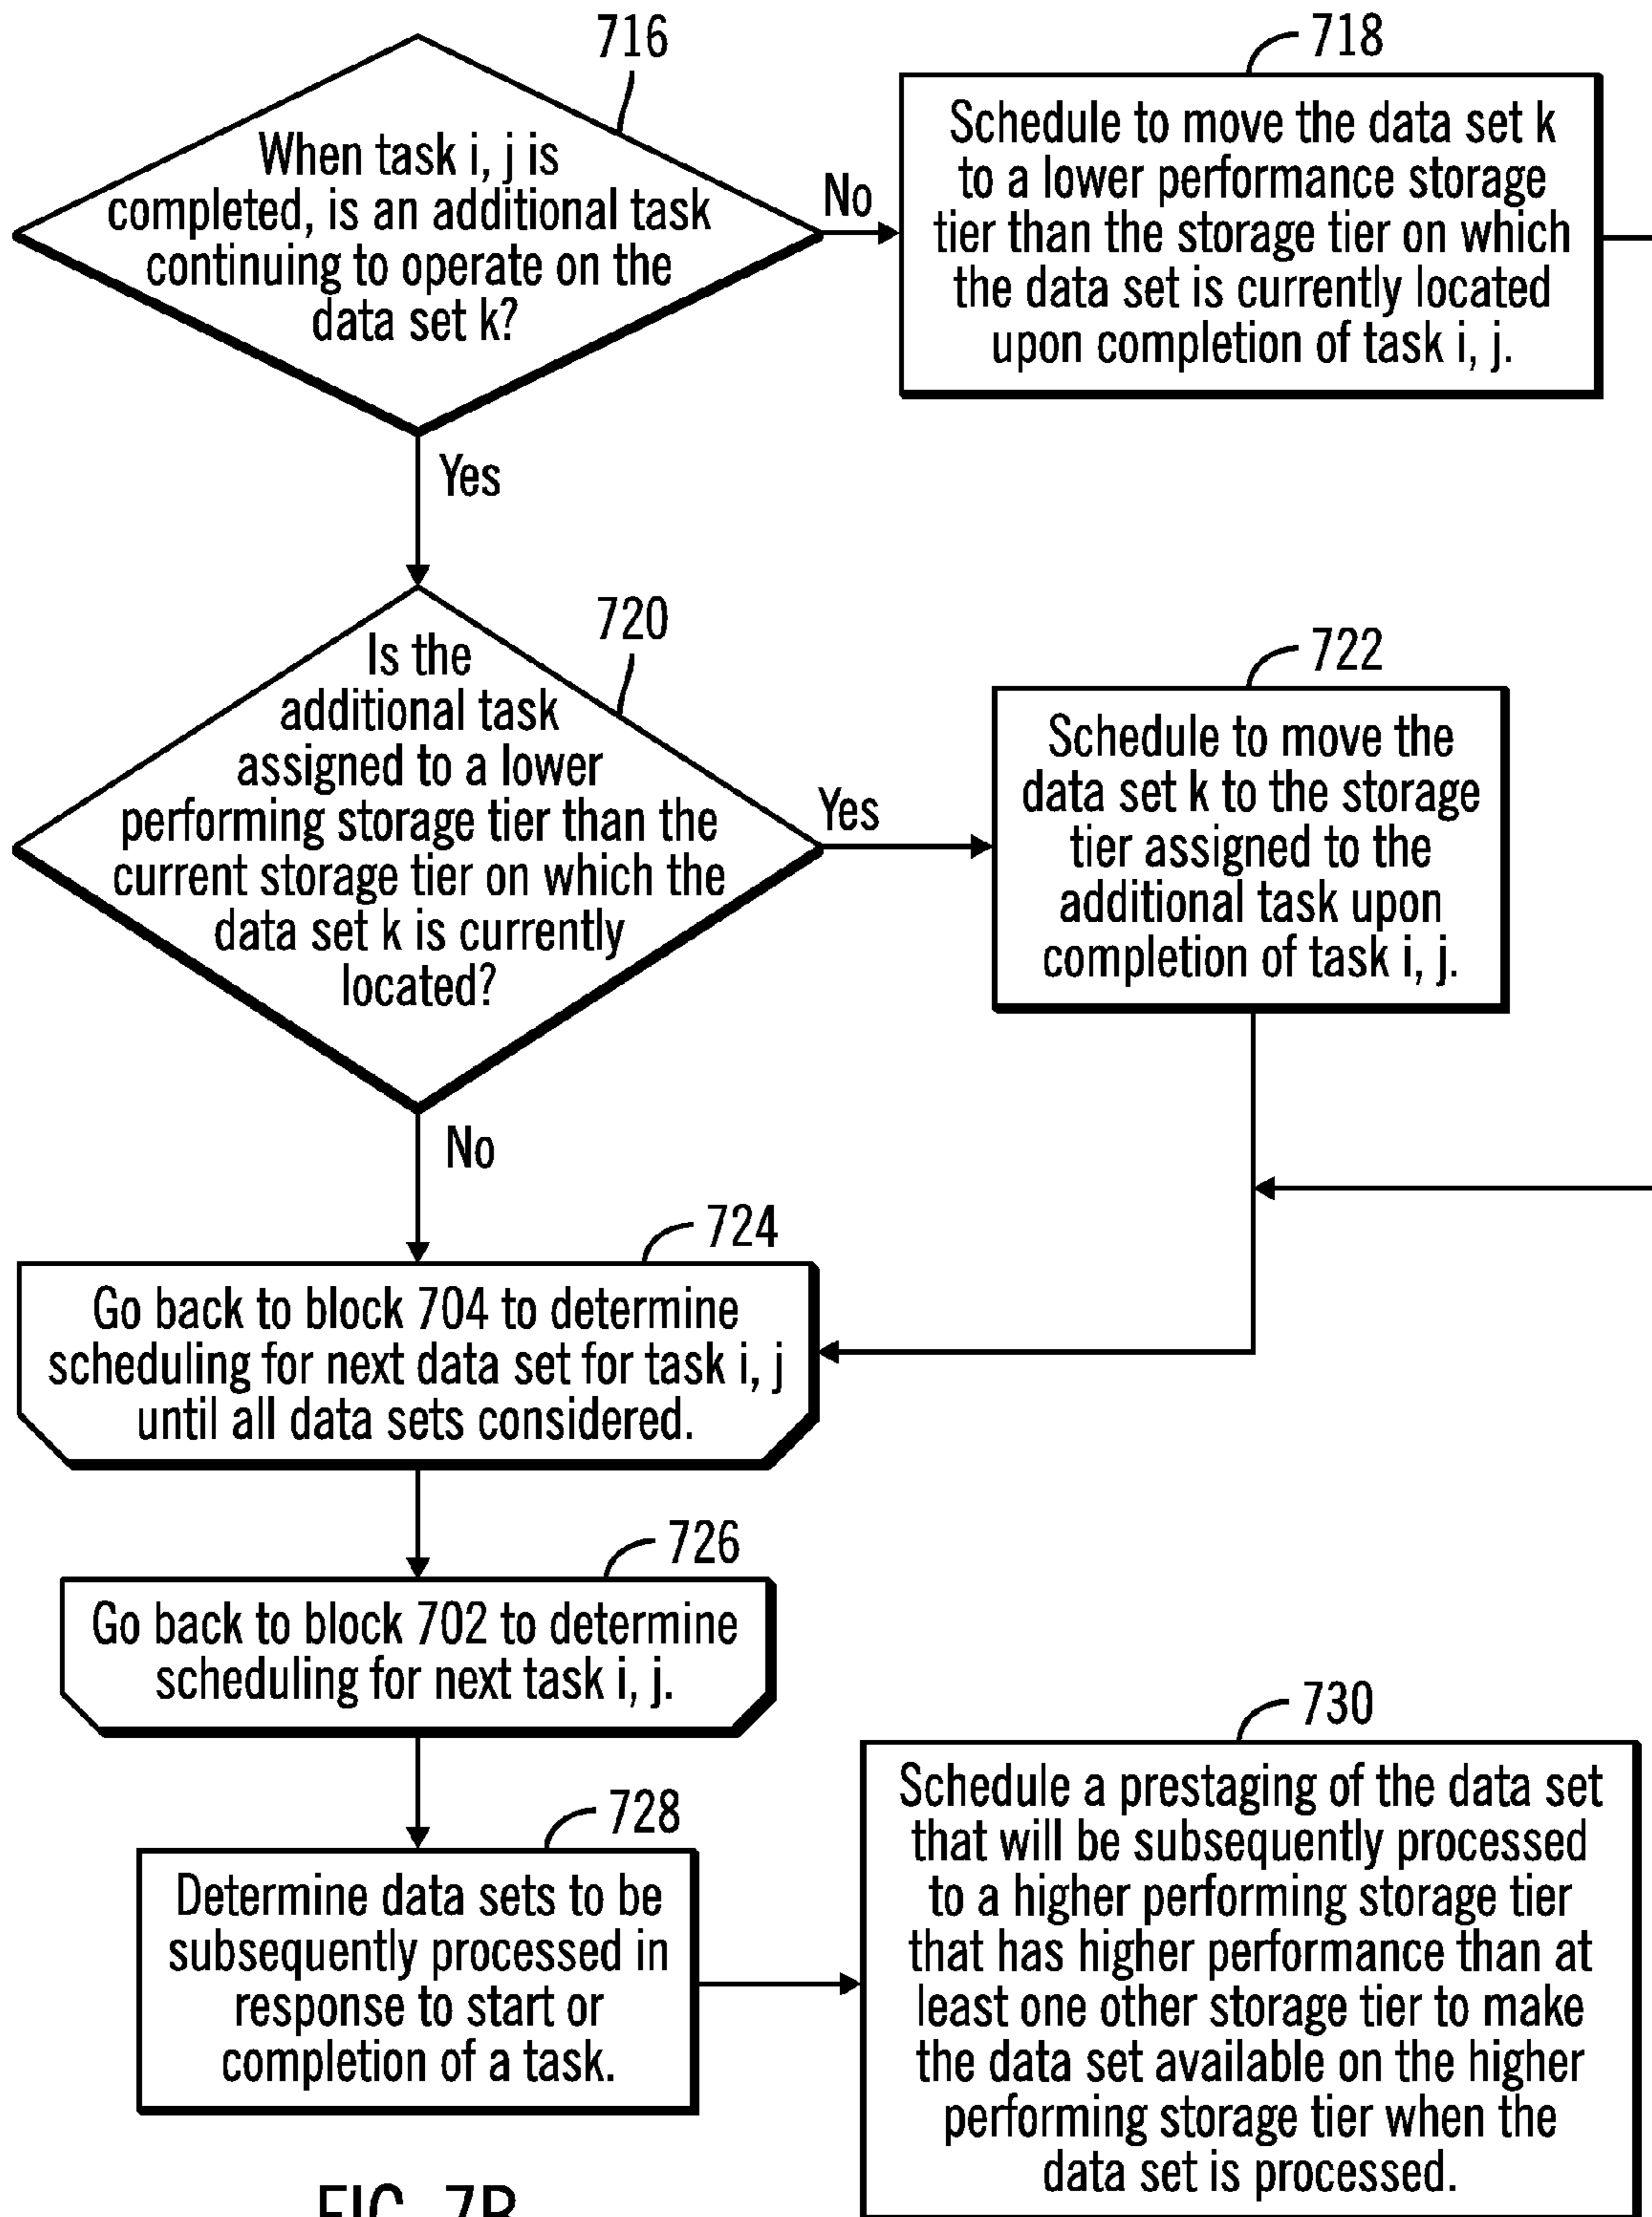 716
When task i, j is
completed, is an additional task
continuing to operate on the
data set k?
No
718
Schedule to move the data set k
to a lower performance storage
tier than the storage tier on which
the data set is currently located
upon completion of task i, j.
Yes
720
Is the
additional task
assigned to a lower
performing storage tier than the
current storage tier on which the
data set k is currently
located?
Yes
722
Schedule to move the
data set k to the storage
tier assigned to the
additional task upon
completion of task i, j.
No
724
Go back to block 704 to determine
scheduling for next data set for task i, j
until all data sets considered.
726
Go back to block 702 to determine
scheduling for next task i, j.
728
Determine data sets to be
subsequently processed in
response to start or
completion of a task.
730
Schedule a prestaging of the data set
that will be subsequently processed
to a higher performing storage tier
that has higher performance than at
least one other storage tier to make
the data set available on the higher
performing storage tier when the
data set is processed.
FIG. 7B